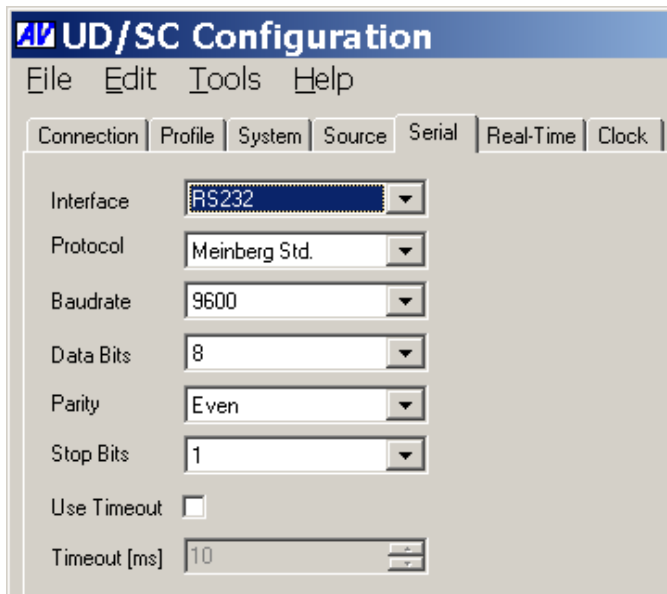 AV UD/SC Configuration
File Edit Tools Help
Connection Profile System Source Serial Real-Time Clock
Interface RS232
Protocol Meinberg Std.
Baudrate 9600
Data Bits 8
Parity Even
Stop Bits 1
Use Timeout
Timeout [ms] 10